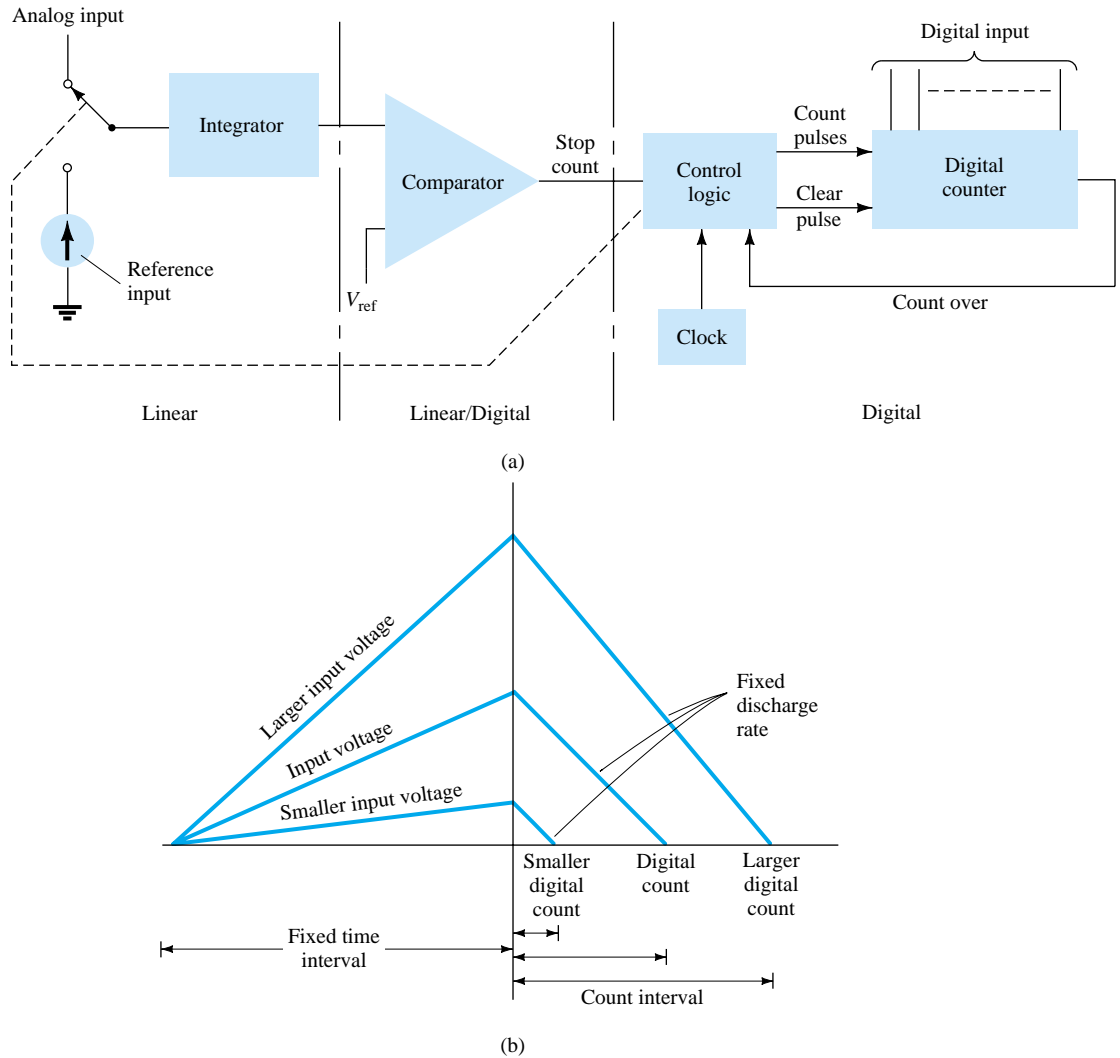 Analog input
Digital input
Integrator
Count
pulses
Stop
count
Comparator
Control
logic
Digital
counter
Clear
pulse
Reference
input
V_ref
Count over
Clock
Linear
Linear/Digital
Digital
(a)
Larger input voltage
Input voltage
Smaller input voltage
Fixed
discharge
rate
Smaller
digital
count
Digital
count
Larger
digital
count
Fixed time
interval
Count interval
(b)